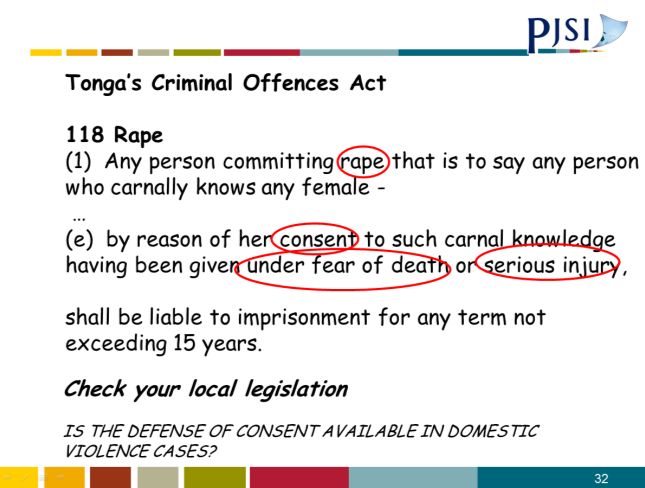 PJSI
Tonga's Criminal Offences Act
118 Rape
(1) Any person committing rape that is to say any person
who carnally knows any female -
...
(e) by reason of her consent to such carnal knowledge
having been given under fear of death or serious injury,
shall be liable to imprisonment for any term not
exceeding 15 years.
Check your local legislation
IS THE DEFENSE OF CONSENT AVAILABLE IN DOMESTIC
VIOLENCE CASES?
32